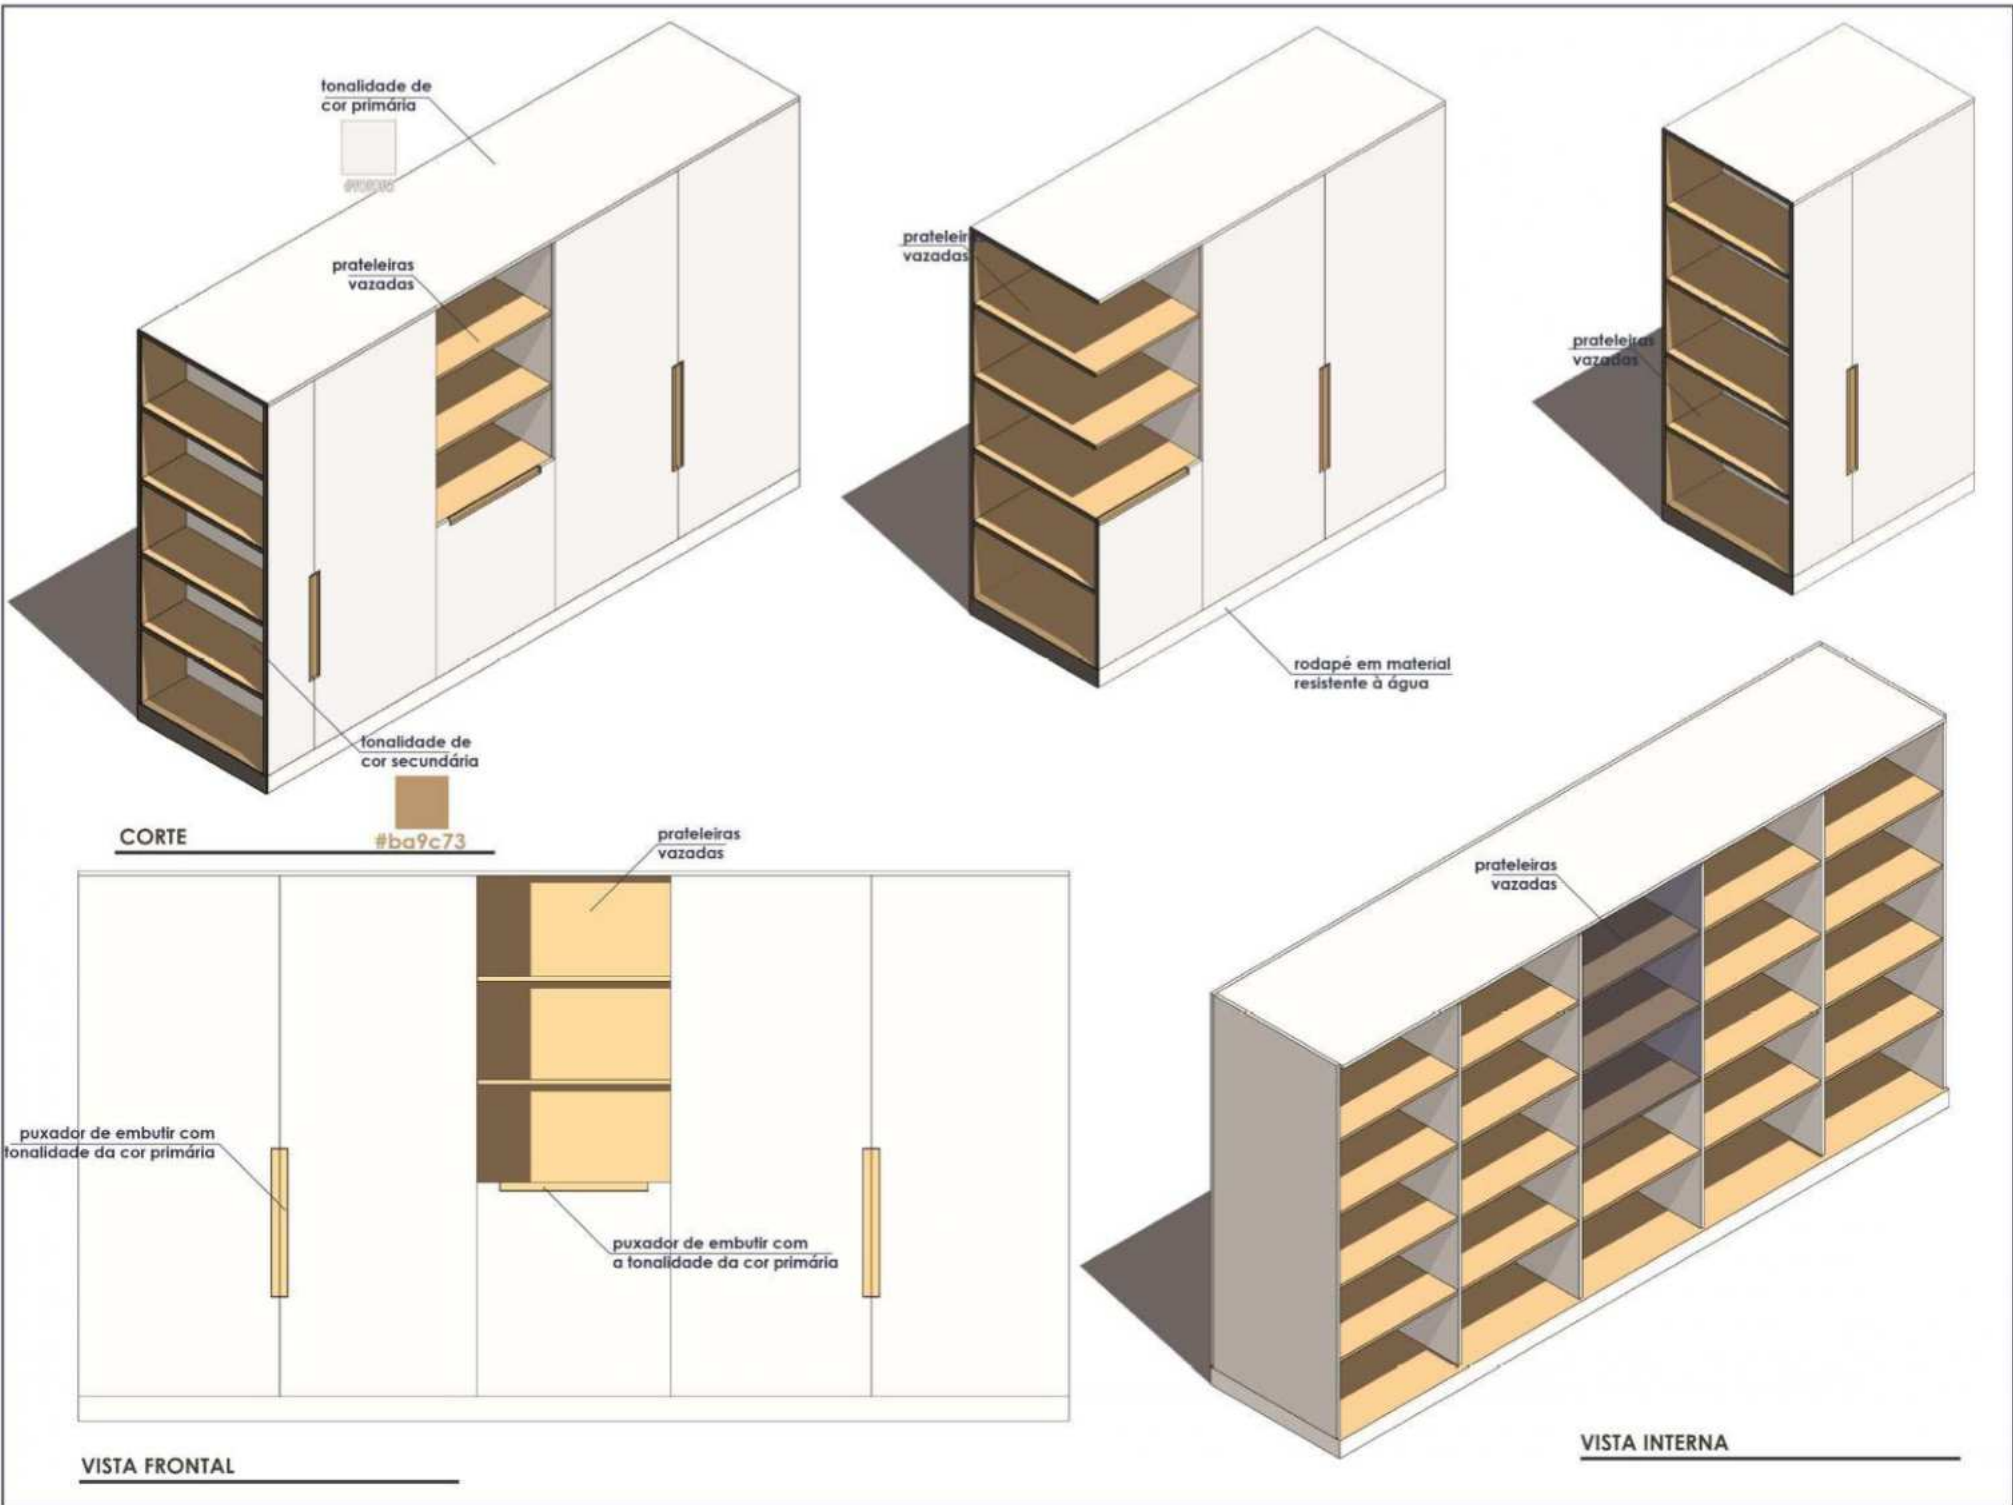 tonalidade de
cor primária
prateleiras
vazadas
vazadas
prateleiras
vazadas
rodapé em material
resistente à água
tonalidade de
cor secundária
#ba9c73
CORTE
prateleiras
vazadas
puxador de embutir com
tonalidade da cor primária
puxador de embutir com
a tonalidade da cor primária
VISTA FRONTAL
prateleiras
vazadas
VISTA INTERNA